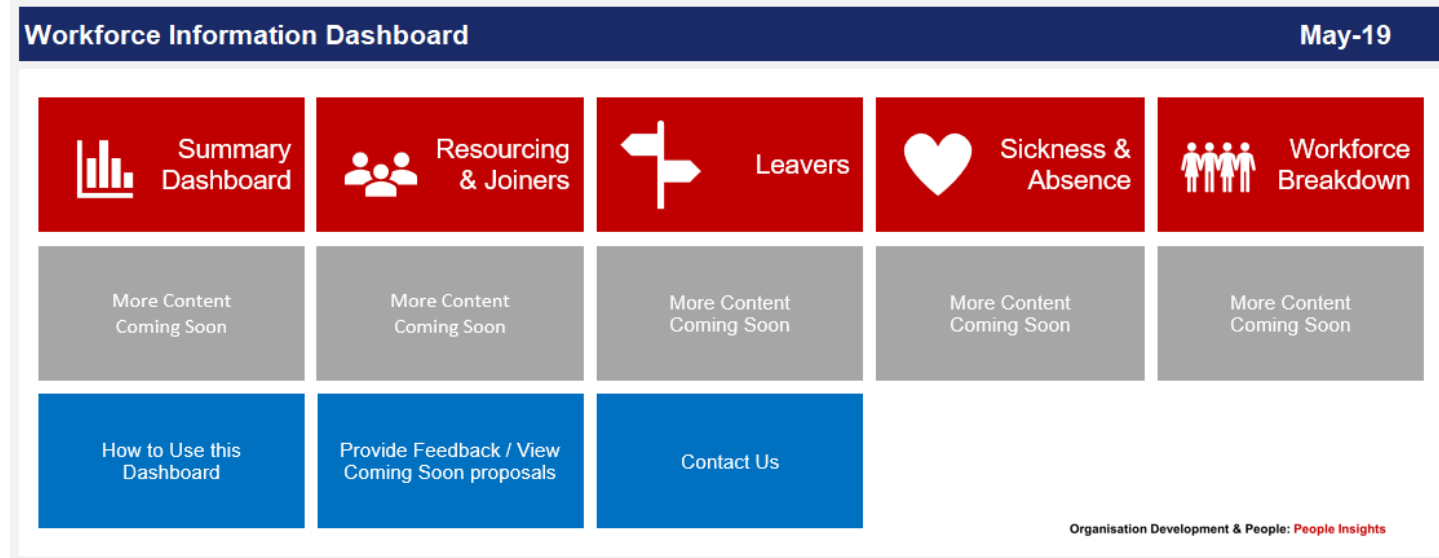 Workforce Information Dashboard
May-19
Summary
Dashboard
Resourcing
& Joiners
Leavers
Sickness &
Absence
Workforce
Breakdown
More Content
Coming Soon
More Content
Coming Soon
More Content
Coming Soon
More Content
Coming Soon
More Content
Coming Soon
How to Use this
Dashboard
Provide Feedback / View
Coming Soon proposals
Contact Us
Organisation Development & People: People Insights